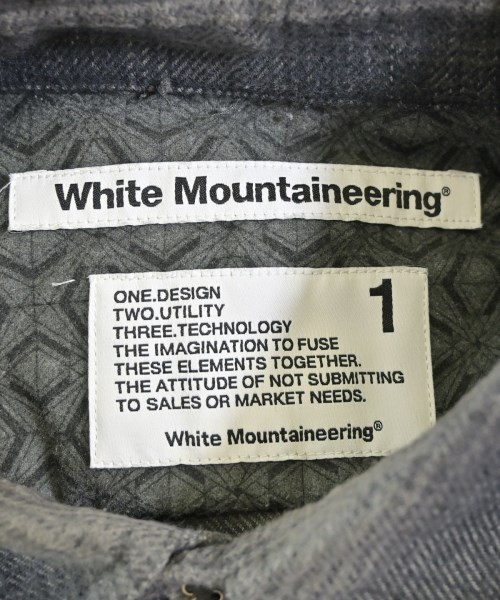 White Mountaineering®
1
ONE.DESIGN
TWO.UTILITY
THREE.TECHNOLOGY
THE IMAGINATION TO FUSE
THESE ELEMENTS TOGETHER.
THE ATTITUDE OF NOT SUBMITTING
TO SALES OR MARKET NEEDS.
White Mountaineering®